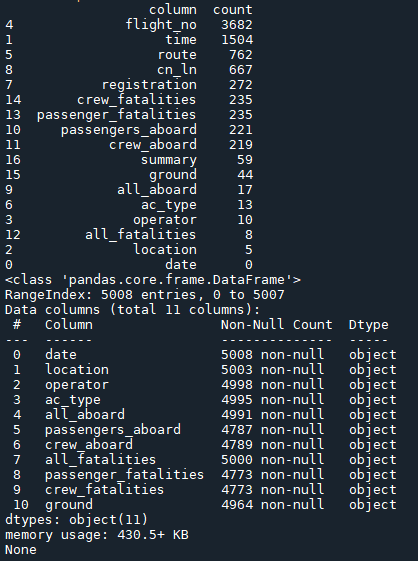 column count
4 flight_no 3682
1 time 1504
5 route 762
8 cn_ln 667
7 registration 272
14 crew_fatalities 235
13 passenger_fatalities 235
10 passengers_aboard 221
11 crew_aboard 219
16 summary 59
15 ground 44
9 all_aboard 17
6 ac_type 13
3 operator 10
12 all_fatalities 8
2 location 5
0 date 0
<class 'pandas.core.frame.DataFrame'>
RangeIndex: 5008 entries, 0 to 5007
Data columns (total 11 columns):
# Column Non-Null Count Dtype
--- ------ -------------- -----
0 date 5008 non-null object
1 location 5003 non-null object
2 operator 4998 non-null object
3 ac_type 4995 non-null object
4 all_aboard 4991 non-null object
5 passengers_aboard 4787 non-null object
6 crew_aboard 4789 non-null object
7 all_fatalities 5000 non-null object
8 passenger_fatalities 4773 non-null object
9 crew_fatalities 4773 non-null object
10 ground 4964 non-null object
dtypes: object(11)
memory usage: 430.5+ KB
None